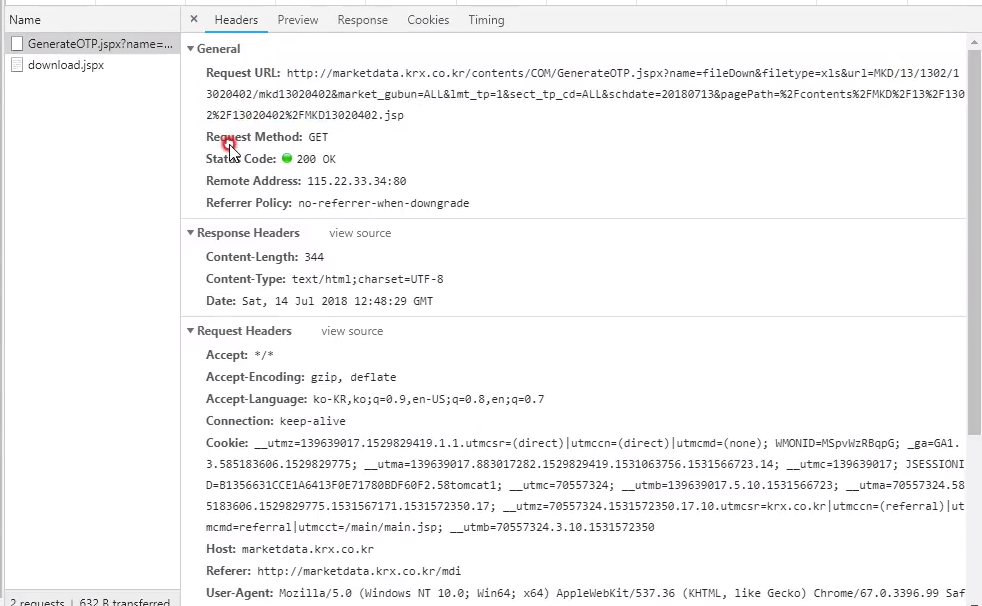 Name
× Headers Preview Response Cookies Timing
GenerateOTP.jspx?name=...
download.jspx
General
Request URL: http://marketdata.krx.co.kr/contents/COM/GenerateOTP.jspx?name=fileDown&filetype=xls&url=MKD/13/1302/1
3020402/mkd13020402&market_gubun=ALL&lmt_tp=1&sect_tp_cd=ALL&schdate=20180713&pagePath=%2Fcontents%2FMKD%2F13%2F130
2%2F13020402%2FMKD13020402.jsp
Request Method: GET
Status Code: 200 OK
Remote Address: 115.22.33.34:80
Referrer Policy: no-referrer-when-downgrade
Response Headers view source
Content-Length: 344
Content-Type: text/html;charset=UTF-8
Date: Sat, 14 Jul 2018 12:48:29 GMT
Request Headers view source
Accept: */*
Accept-Encoding: gzip, deflate
Accept-Language: ko-KR,ko;q=0.9,en-US;q=0.8,en;q=0.7
Connection: keep-alive
Cookie: __utmz=139639017.1529829419.1.1.utmcsr=(direct)|utmccn=(direct)|utmcmd=(none); WMONID=MSpvWzRBqpG; _ga=GA1.
3.585183606.1529829775; __utma=139639017.883017282.1529829419.1531063756.1531566723.14; __utmc=139639017; JSESSIONI
D=B1356631CCE1A6413F0E71780BDF60F2.58tomcat1; __utmc=70557324; __utmb=139639017.5.10.1531566723; __utma=70557324.58
5183606.1529829775.1531567171.1531572350.17; __utmz=70557324.1531572350.17.10.utmcsr=krx.co.kr|utmccn=(referral)|ut
mcmd=referral|utmcct=/main/main.jsp; __utmb=70557324.3.10.1531572350
Host: marketdata.krx.co.kr
Referer: http://marketdata.krx.co.kr/mdi
User-Agent: Mozilla/5.0 (Windows NT 10.0; Win64; x64) AppleWebKit/537.36 (KHTML, like Gecko) Chrome/67.0.3396.99 Saf
2 requests | 632 B transferred